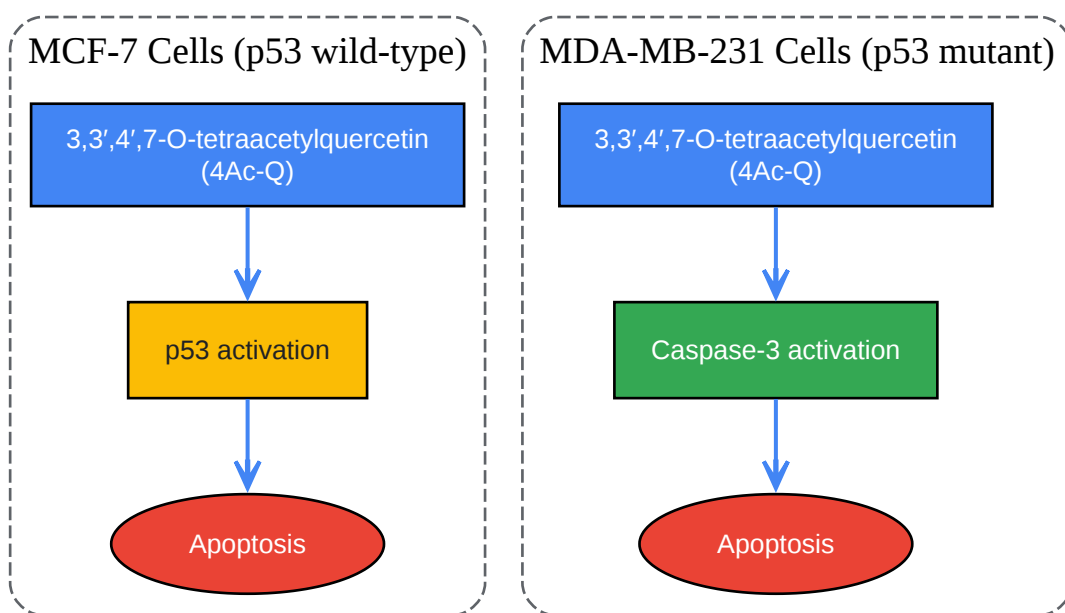 MCF-7 Cells (p53 wild-type)
3,3′,4′,7-O-tetraacetylquercetin
(4Ac-Q)
p53 activation
Apoptosis
MDA-MB-231 Cells (p53 mutant)
3,3′,4′,7-O-tetraacetylquercetin
(4Ac-Q)
Caspase-3 activation
Apoptosis